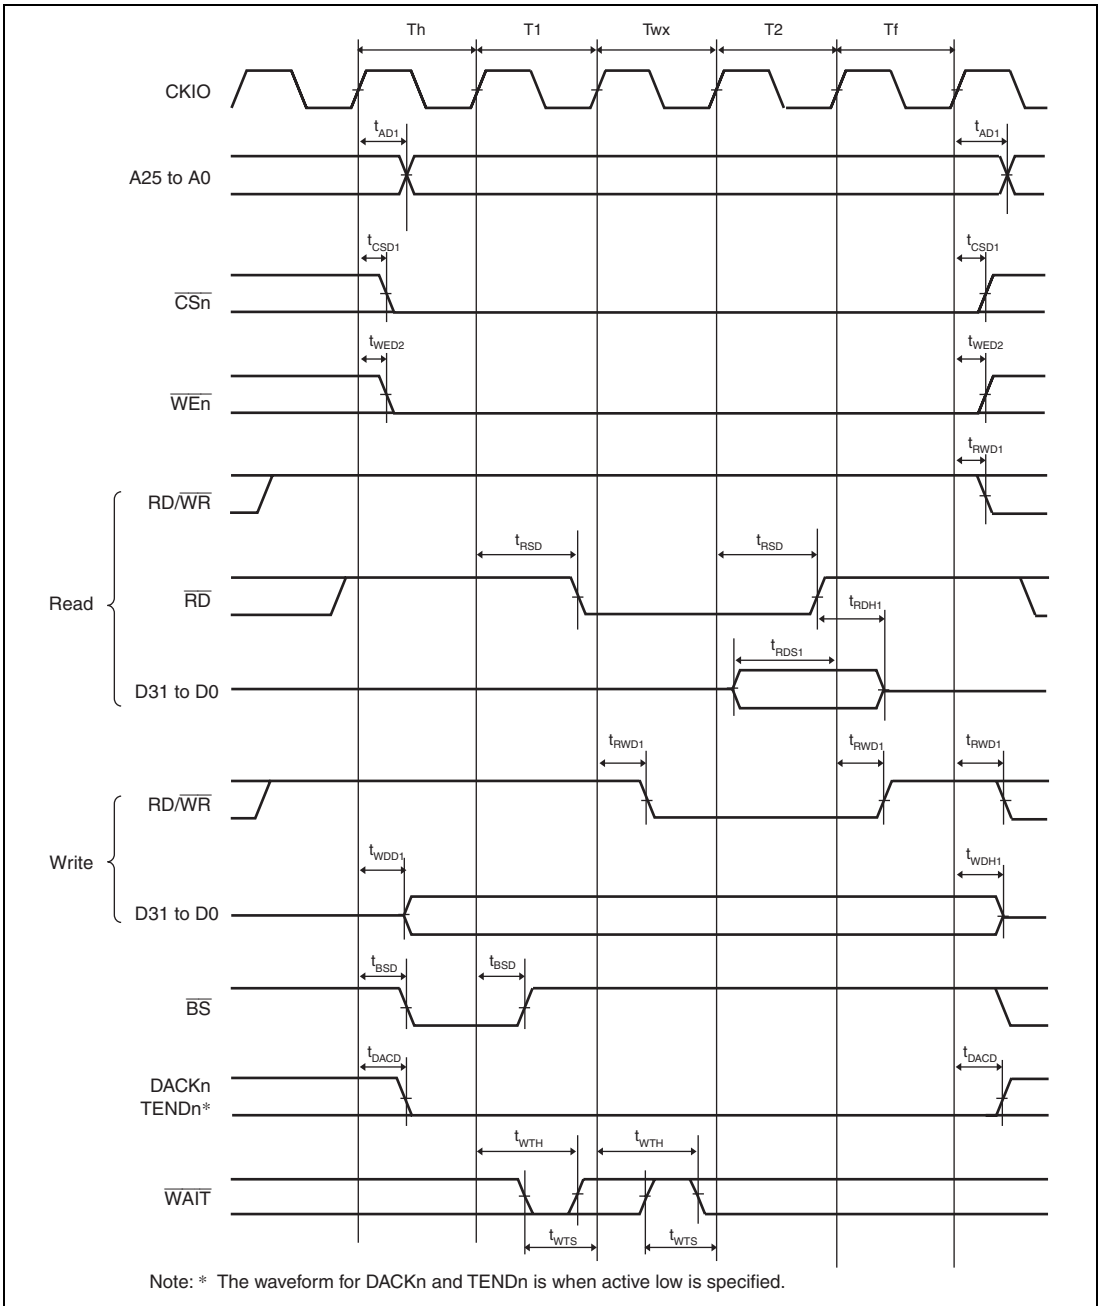 Th T1 Twx T2 Tf
CKIO
tAD1 tAD1
A25 to A0
tCSD1 tCSD1
CSn
tWED2 tWED2
WEn
tRWD1
RD/WR
tRSD tRSD
Read
RD
tRDH1
tRDS1
D31 to D0
tRWD1 tRWD1 tRWD1
RD/WR
Write
tWDD1 tWDH1
D31 to D0
tBSD tBSD
BS
tDACD tDACD
DACKn
TENDn*
tWTH tWTH
WAIT
tWTS tWTS
Note: * The waveform for DACKn and TENDn is when active low is specified.